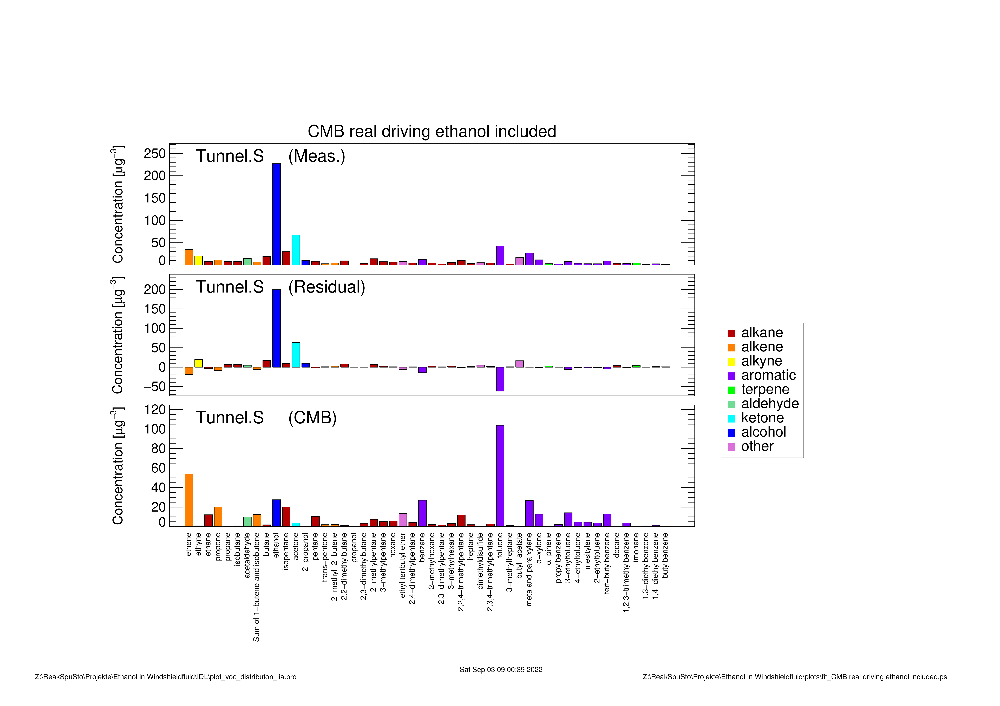 CMB real driving ethanol included
Concentration [µg⁻³]
250
200
150
100
50
0
Tunnel.S (Meas.)
Concentration [µg⁻³]
200
150
100
50
0
−50
Tunnel.S (Residual)
Concentration [µg⁻³]
120
100
80
60
40
20
0
Tunnel.S (CMB)
ethene
ethyne
ethane
propene
propane
isobutane
acetaldehyde
Sum of 1−butene and isobutene
butane
ethanol
isopentane
acetone
2−propanol
pentane
trans−pentene
2−methyl−2−butene
2,2−dimethylbutane
propanol
2,3−dimethylbutane
2−methylpentane
3−methylpentane
hexane
ethyl tertbutyl ether
2,4−dimethylpentane
benzene
2−methylhexane
2,3−dimethylpentane
3−methylhexane
2,2,4−trimethylpentane
heptane
dimethyldisulfide
2,3,4−trimethylpentane
toluene
3−methylheptane
butyl−acetate
meta and para xylene
o−xylene
α−pinene
propylbenzene
3−ethyltoluene
4−ethyltoluene
mesitylene
2−ethyltoluene
tert−butylbenzene
decane
1,2,3−trimethylbenzene
limonene
1,3−diethylbenzene
1,4−diethylbenzene
butylbenzene
alkane
alkene
alkyne
aromatic
terpene
aldehyde
ketone
alcohol
other
Sat Sep 03 09:00:39 2022
Z:\ReakSpuSto\Projekte\Ethanol in Windshieldfluid\IDL\plot_voc_distributon_lia.pro
Z:\ReakSpuSto\Projekte\Ethanol in Windshieldfluid\plots\fit_CMB real driving ethanol included.ps